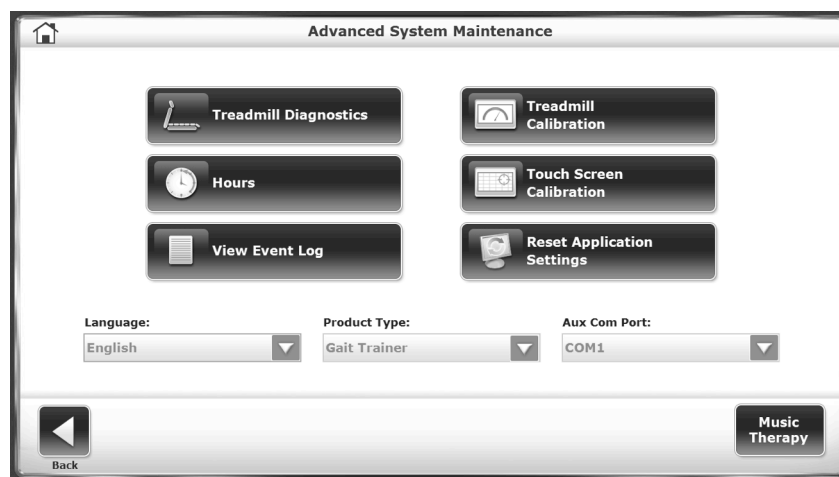 Advanced System Maintenance
Treadmill Diagnostics
Treadmill
Calibration
Hours
Touch Screen
Calibration
View Event Log
Reset Application
Settings
Language:
Product Type:
Aux Com Port:
English
Gait Trainer
COM1
Back
Music
Therapy